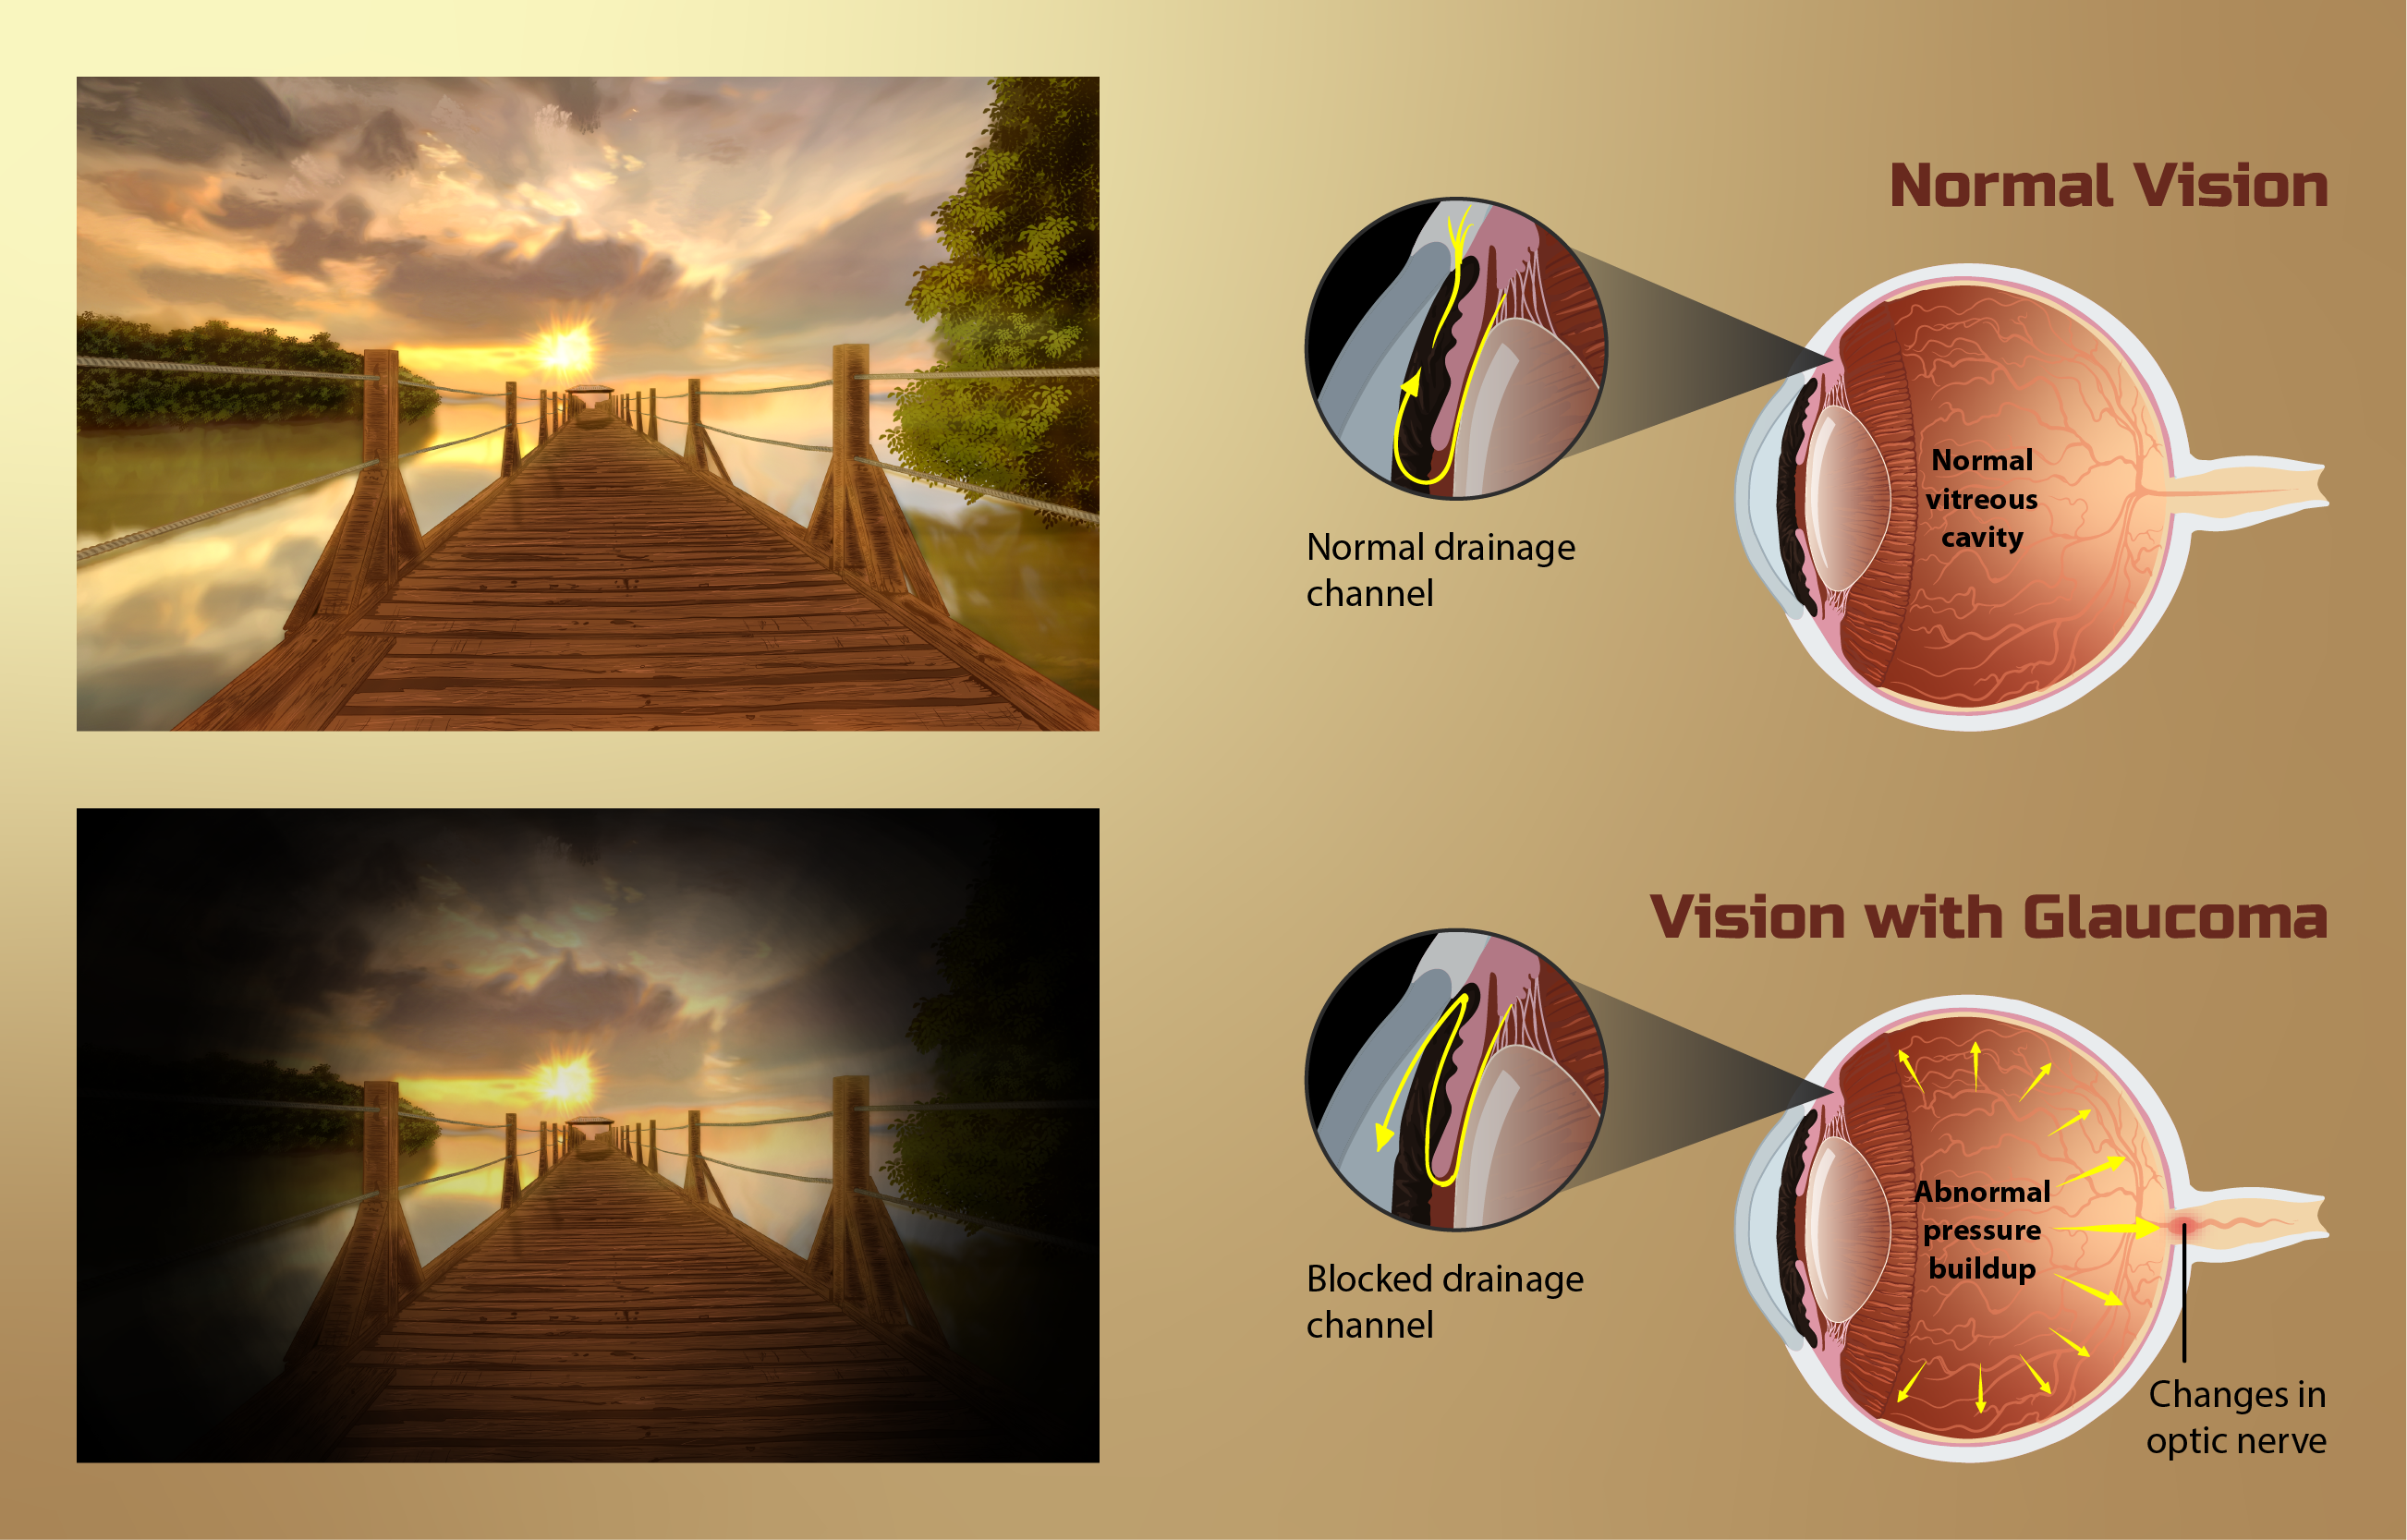 Normal Vision
Normal
vitreous
cavity
Normal drainage
channel
Vision with Glaucoma
Abnormal
pressure
buildup
Blocked drainage
channel
Changes in
optic nerve